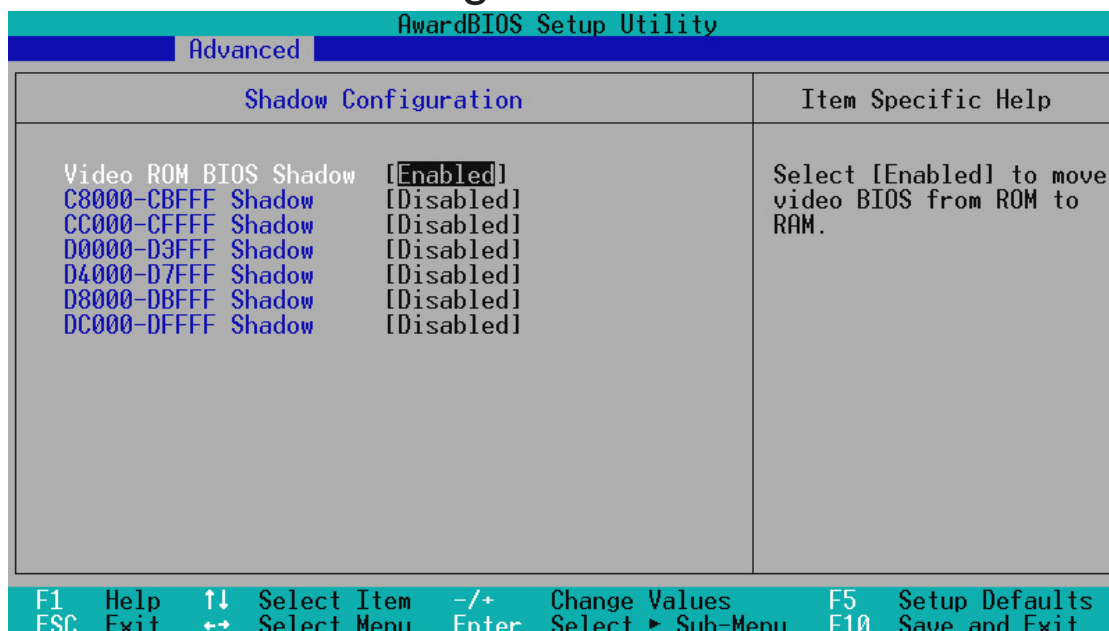 AwardBIOS Setup Utility
Advanced
Shadow Configuration
Item Specific Help
Video ROM BIOS Shadow [Enabled]
C8000-CBFFF Shadow [Disabled]
CC000-CFFFF Shadow [Disabled]
D0000-D3FFF Shadow [Disabled]
D4000-D7FFF Shadow [Disabled]
D8000-DBFFF Shadow [Disabled]
DC000-DFFFF Shadow [Disabled]
Select [Enabled] to move
video BIOS from ROM to
RAM.
F1 Help ↑↓ Select Item -/+ Change Values F5 Setup Defaults
ESC Exit ↔ Select Menu Enter Select ► Sub-Menu F10 Save and Exit